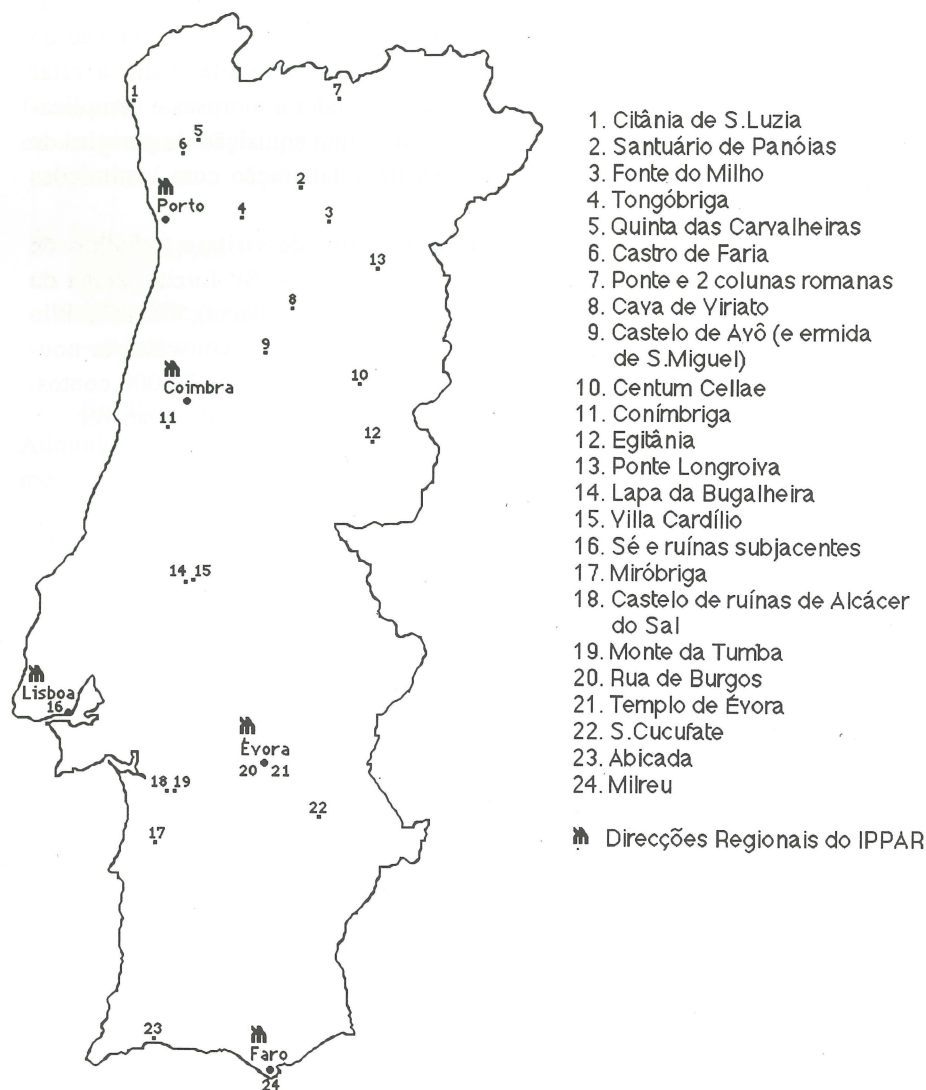 1
7
5
6
2
Porto
4
3
13
8
9
Coimbra
10
11
12
14
15
Lisboa
16
Évora
20
21
18
19
22
17
23
Faro
24
1. Citânia de S.Luzia
2. Santuário de Panóias
3. Fonte do Milho
4. Tongóbriga
5. Quinta das Carvalheiras
6. Castro de Faria
7. Ponte e 2 colunas romanas
8. Cava de Viriato
9. Castelo de Avô (e ermida
de S.Miguel)
10. Centum Cellae
11. Conímbriga
12. Egitânia
13. Ponte Longroiva
14. Lapa da Bugalheira
15. Villa Cardílio
16. Sé e ruínas subjacentes
17. Miróbriga
18. Castelo de ruínas de Alcácer
do Sal
19. Monte da Tumba
20. Rua de Burgos
21. Templo de Évora
22. S.Cucufate
23. Abicada
24. Milreu
Direcções Regionais do IPPAR